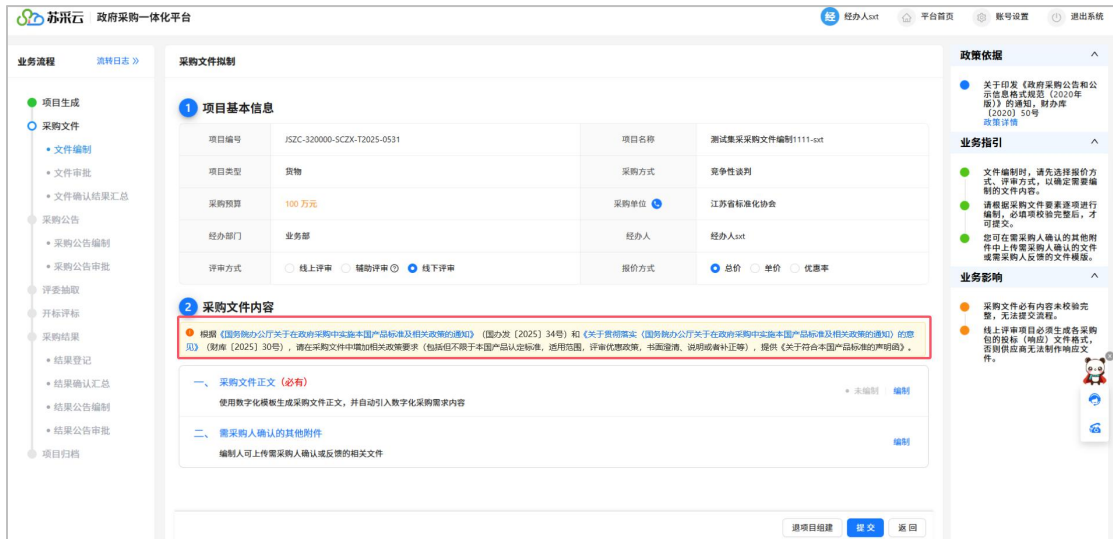 苏采云 政府采购一体化平台
经 经办人sxt 平台首页 账号设置 退出系统
业务流程 流转日志 》
项目生成
采购文件
• 文件编制
• 文件审批
• 文件确认结果汇总
采购公告
• 采购公告编制
• 采购公告审批
评委抽取
开标评标
采购结果
• 结果登记
• 结果确认汇总
• 结果公告编制
• 结果公告审批
项目归档
采购文件拟制
1 项目基本信息
项目编号 JSZC-320000-SCZX-T2025-0531 项目名称 测试集采采购文件编制1111-sxt
项目类型 货物 采购方式 竞争性谈判
采购预算 100 万元 采购单位 江苏省标准化协会
经办部门 业务部 经办人 经办人sxt
评审方式 线上评审 辅助评审 线下评审 报价方式 总价 单价 优惠率
2 采购文件内容
根据《国务院办公厅关于在政府采购中实施本国产品标准及相关政策的通知》（国办发〔2025〕34号）和《关于贯彻落实〈国务院办公厅关于在政府采购中实施本国产品标准及相关政策的通知〉的意
见》（财库〔2025〕30号），请在采购文件中增加相关政策要求（包括但不限于本国产品认定标准，适用范围，评审优惠政策，书面澄清、说明或者补正等），提供《关于符合本国产品标准的声明函》。
一、 采购文件正文（必有）
使用数字化模板生成采购文件正文，并自动引入数字化采购需求内容
• 未编制 编制
二、 需采购人确认的其他附件
编制人可上传需采购人确认或反馈的相关文件
编制
退项目组建 提 交 返 回
政策依据
关于印发《政府采购公告和公
示信息格式规范（2020年
版）》的通知，财办库
〔2020〕50号
政策详情
业务指引
文件编制时，请先选择报价方
式、评审方式，以确定需要编
制的文件内容。
请根据采购文件要素逐项进行
编制，必填项校验完整后，才
可提交。
您可在需采购人确认的其他附
件中上传需采购人确认的文件
或需采购人反馈的文件模版。
业务影响
采购文件必有内容未校验完
整，无法提交流程。
线上评审项目必须生成各采购
包的投标（响应）文件格式，
否则供应商无法制作响应文
件。